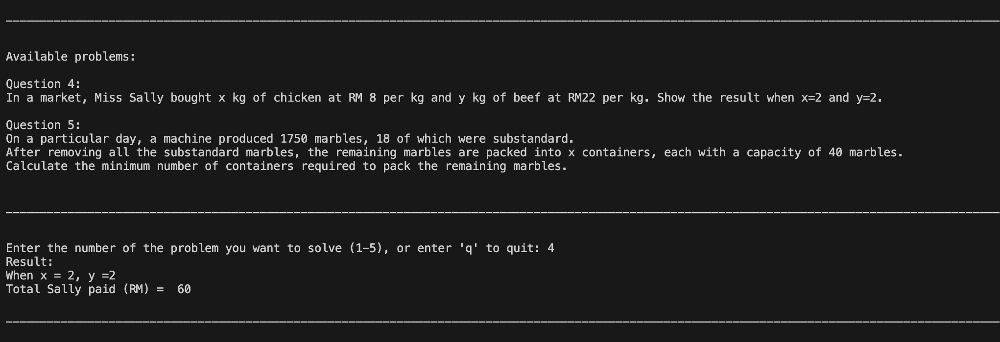 Available problems:
Question 4:
In a market, Miss Sally bought x kg of chicken at RM 8 per kg and y kg of beef at RM22 per kg. Show the result when x=2 and y=2.
Question 5:
On a particular day, a machine produced 1750 marbles, 18 of which were substandard.
After removing all the substandard marbles, the remaining marbles are packed into x containers, each with a capacity of 40 marbles.
Calculate the minimum number of containers required to pack the remaining marbles.
Enter the number of the problem you want to solve (1-5), or enter 'q' to quit: 4
Result:
When x = 2, y =2
Total Sally paid (RM) =  60